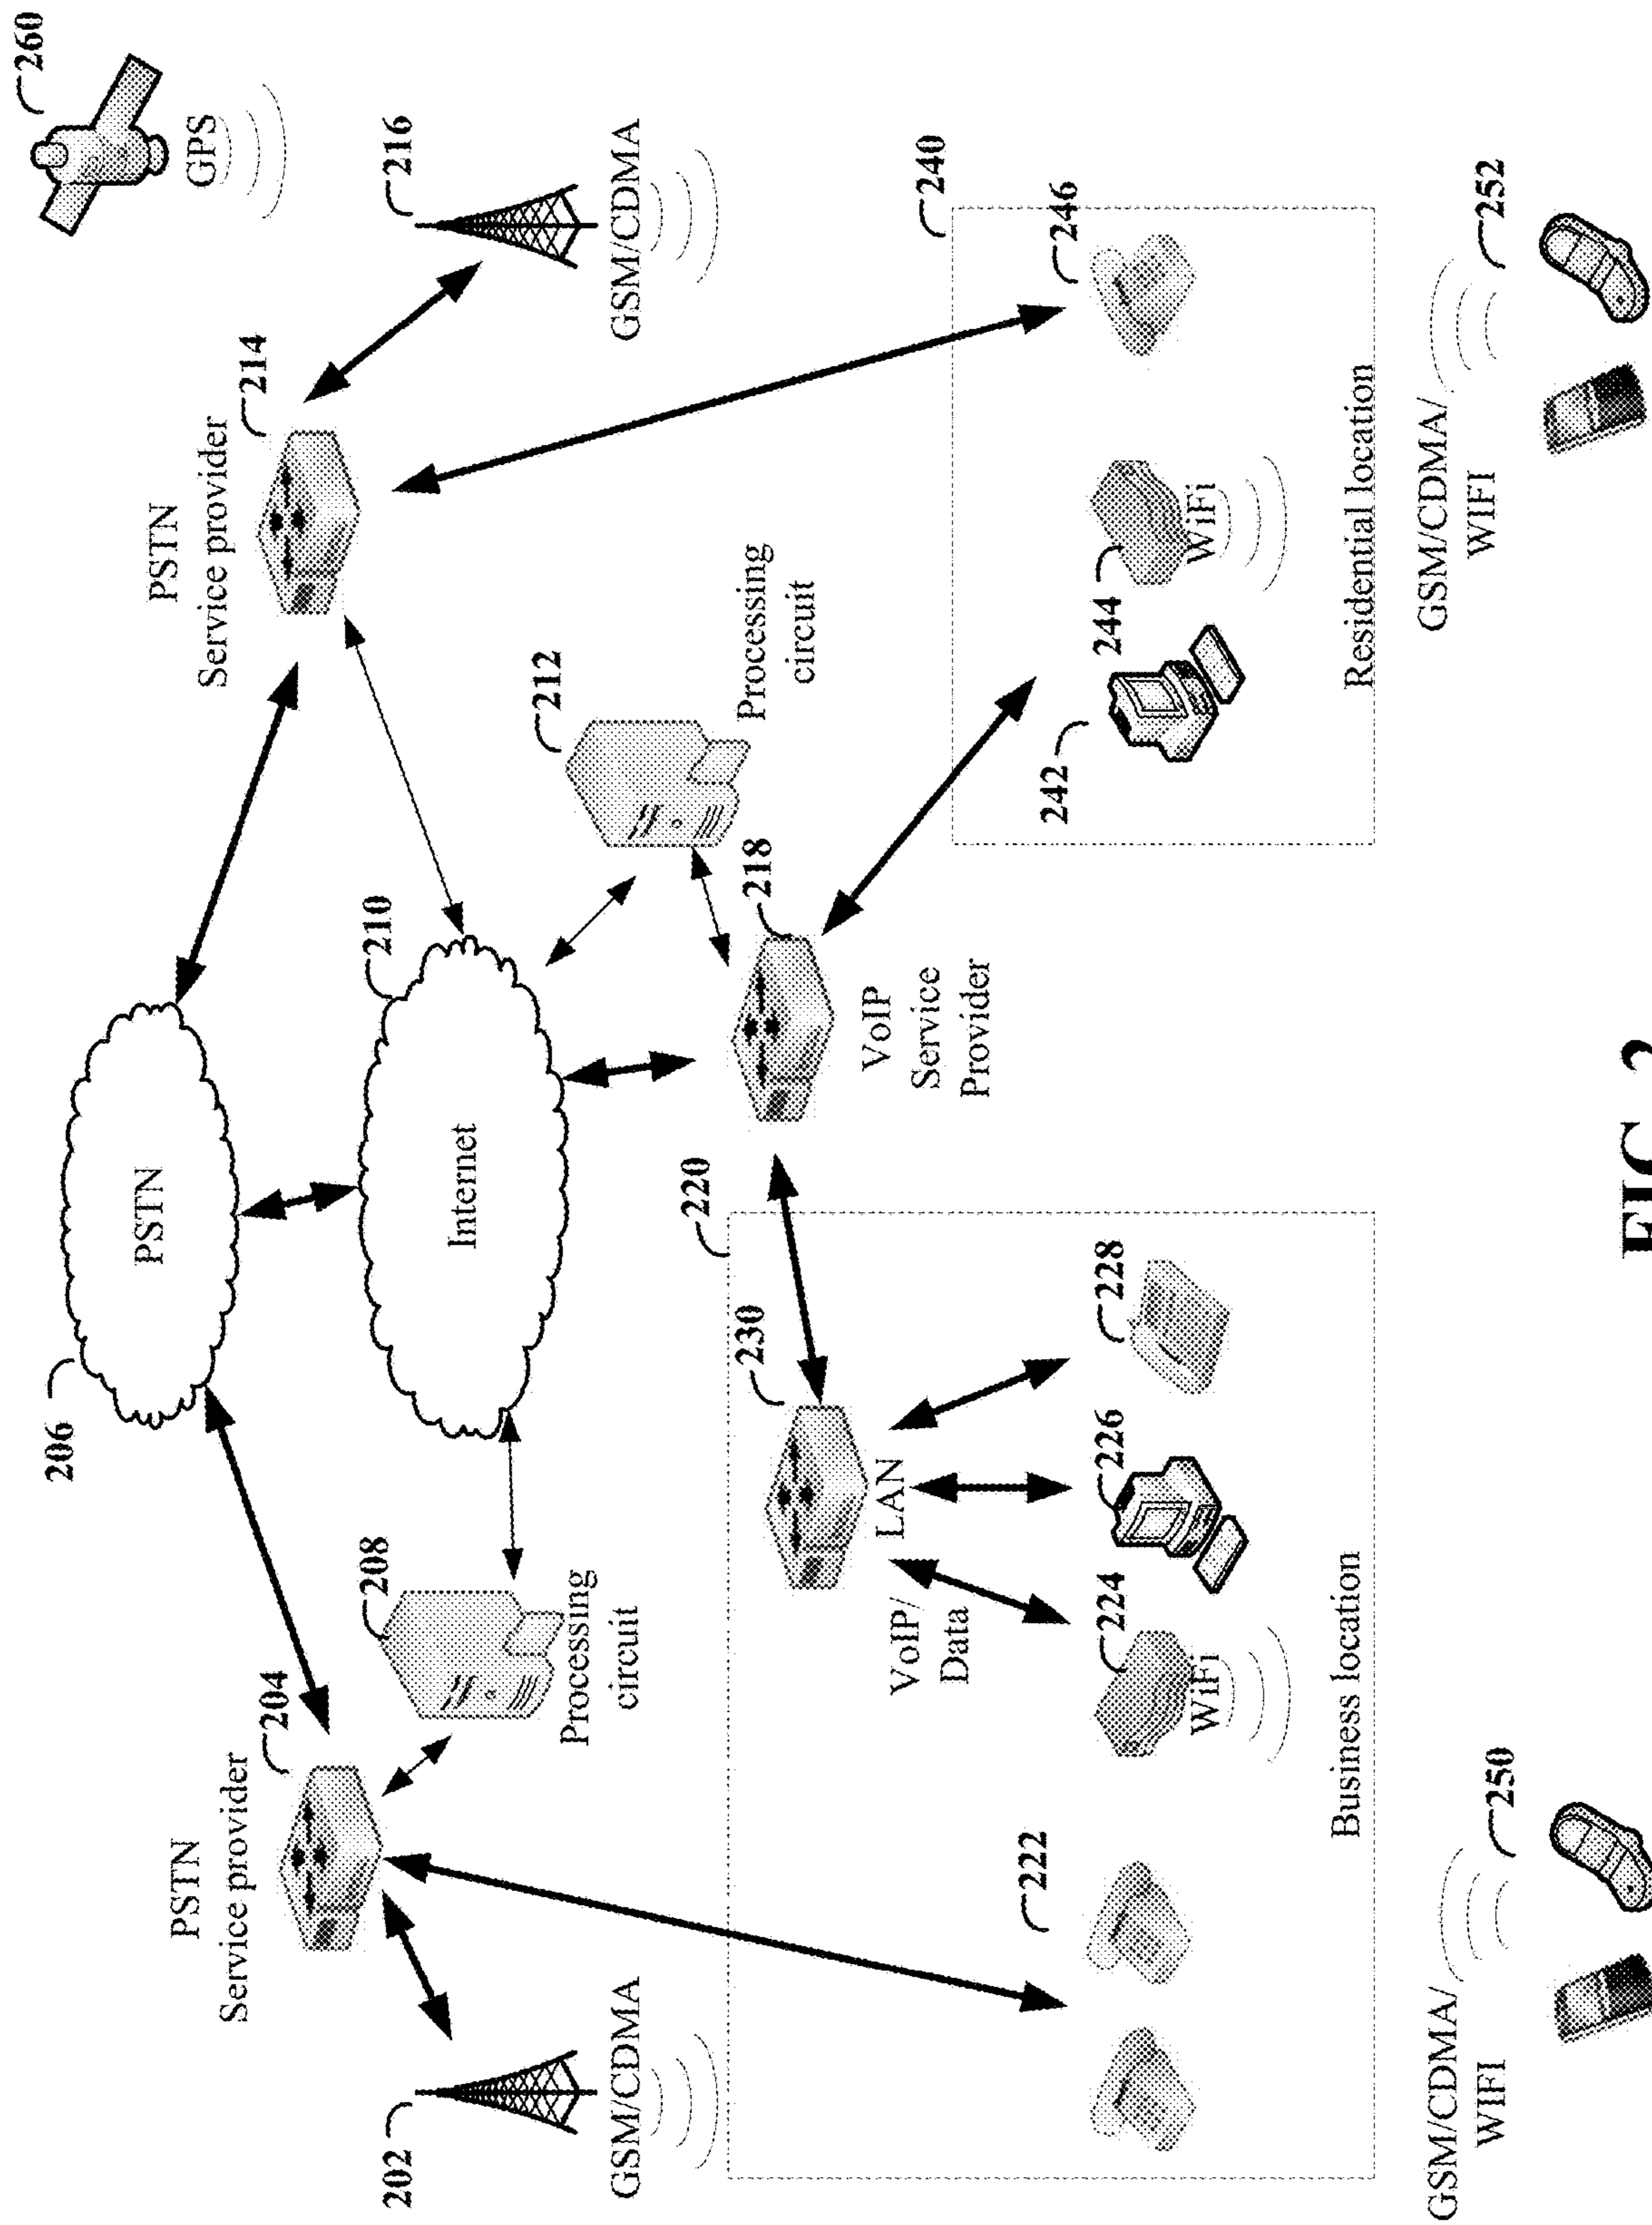 260
206
PSTN
PSTN
Service provider
214
PSTN
Service provider
204
GPS
208
210
216
202
Internet
212
Processing
circuit
GSM/CDMA
GSM/CDMA
220
230
218
Processing
circuit
VoIP
Service
Provider
LAN
VoIP/
Data
240
222
242
246
224
226
228
244
WiFi
WiFi
Business location
Residential location
GSM/CDMA/
WIFI
250
GSM/CDMA/
WIFI
252
FIG